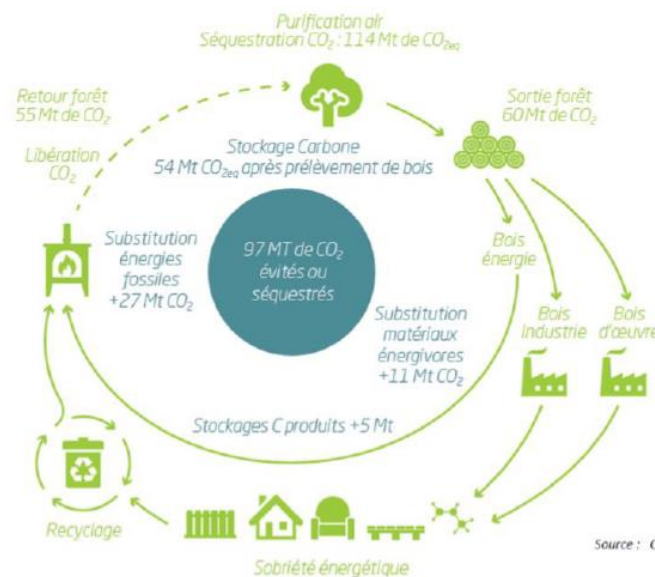 Purification air
Séquestration CO₂ : 114 Mt de CO₂eq
Retour forêt
55 Mt de CO₂
Sortie forêt
60 Mt de CO₂
Libération
CO₂
Stockage Carbone
54 Mt CO₂eq après prélèvement de bois
Substitution
énergies
fossiles
+27 Mt CO₂
97 MT de CO₂
évités ou
séquestrés
Bois
énergie
Substitution
matériaux
énergivores
+11 Mt CO₂
Bois
Industrie
Bois
d'œuvre
Stockages C produits +5 Mt
Recyclage
Sobriété énergétique
Source :